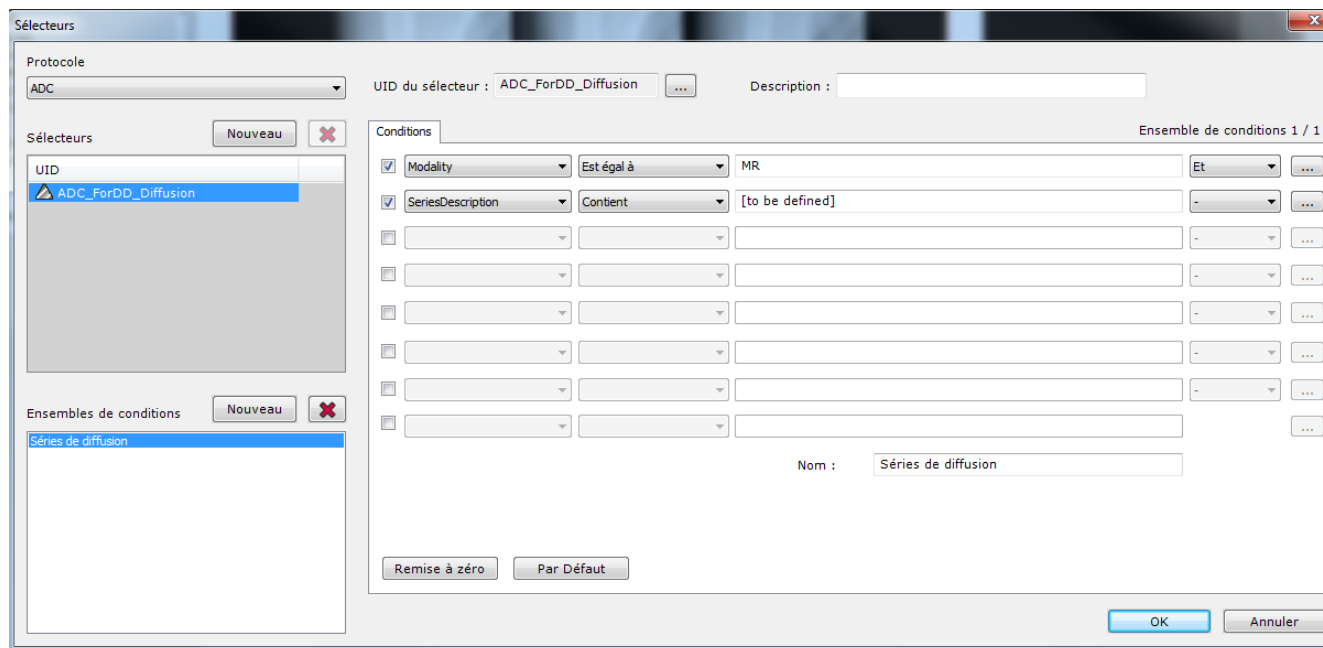 Sélecteurs
Protocole
ADC
UID du sélecteur : ADC_ForDD_Diffusion ... Description :
Sélecteurs Nouveau
Conditions Ensemble de conditions 1 / 1
UID
ADC_ForDD_Diffusion
Modality Est égal à MR Et ...
SeriesDescription Contient [to be defined] - ...
- ...
- ...
- ...
- ...
- ...
...
Ensembles de conditions Nouveau
Séries de diffusion
Nom : Séries de diffusion
Remise à zéro Par Défaut
OK Annuler